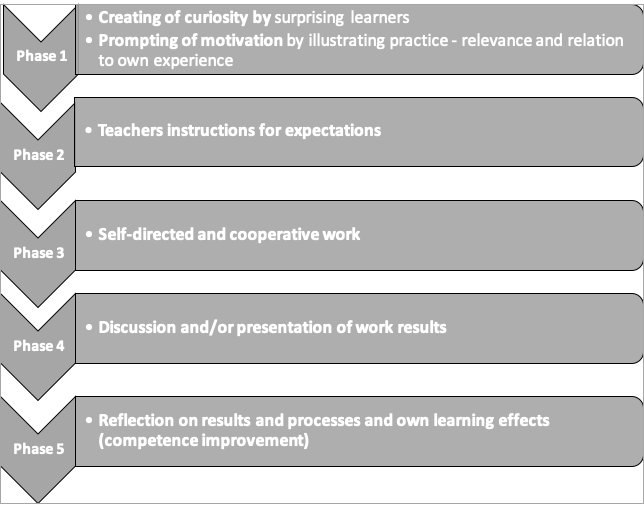 Phase 1
• Creating of curiosity by surprising learners
• Prompting of motivation by illustrating practice - relevance and relation
to own experience
Phase 2
• Teachers instructions for expectations
Phase 3
• Self-directed and cooperative work
Phase 4
• Discussion and/or presentation of work results
Phase 5
• Reflection on results and processes and own learning effects
(competence improvement)